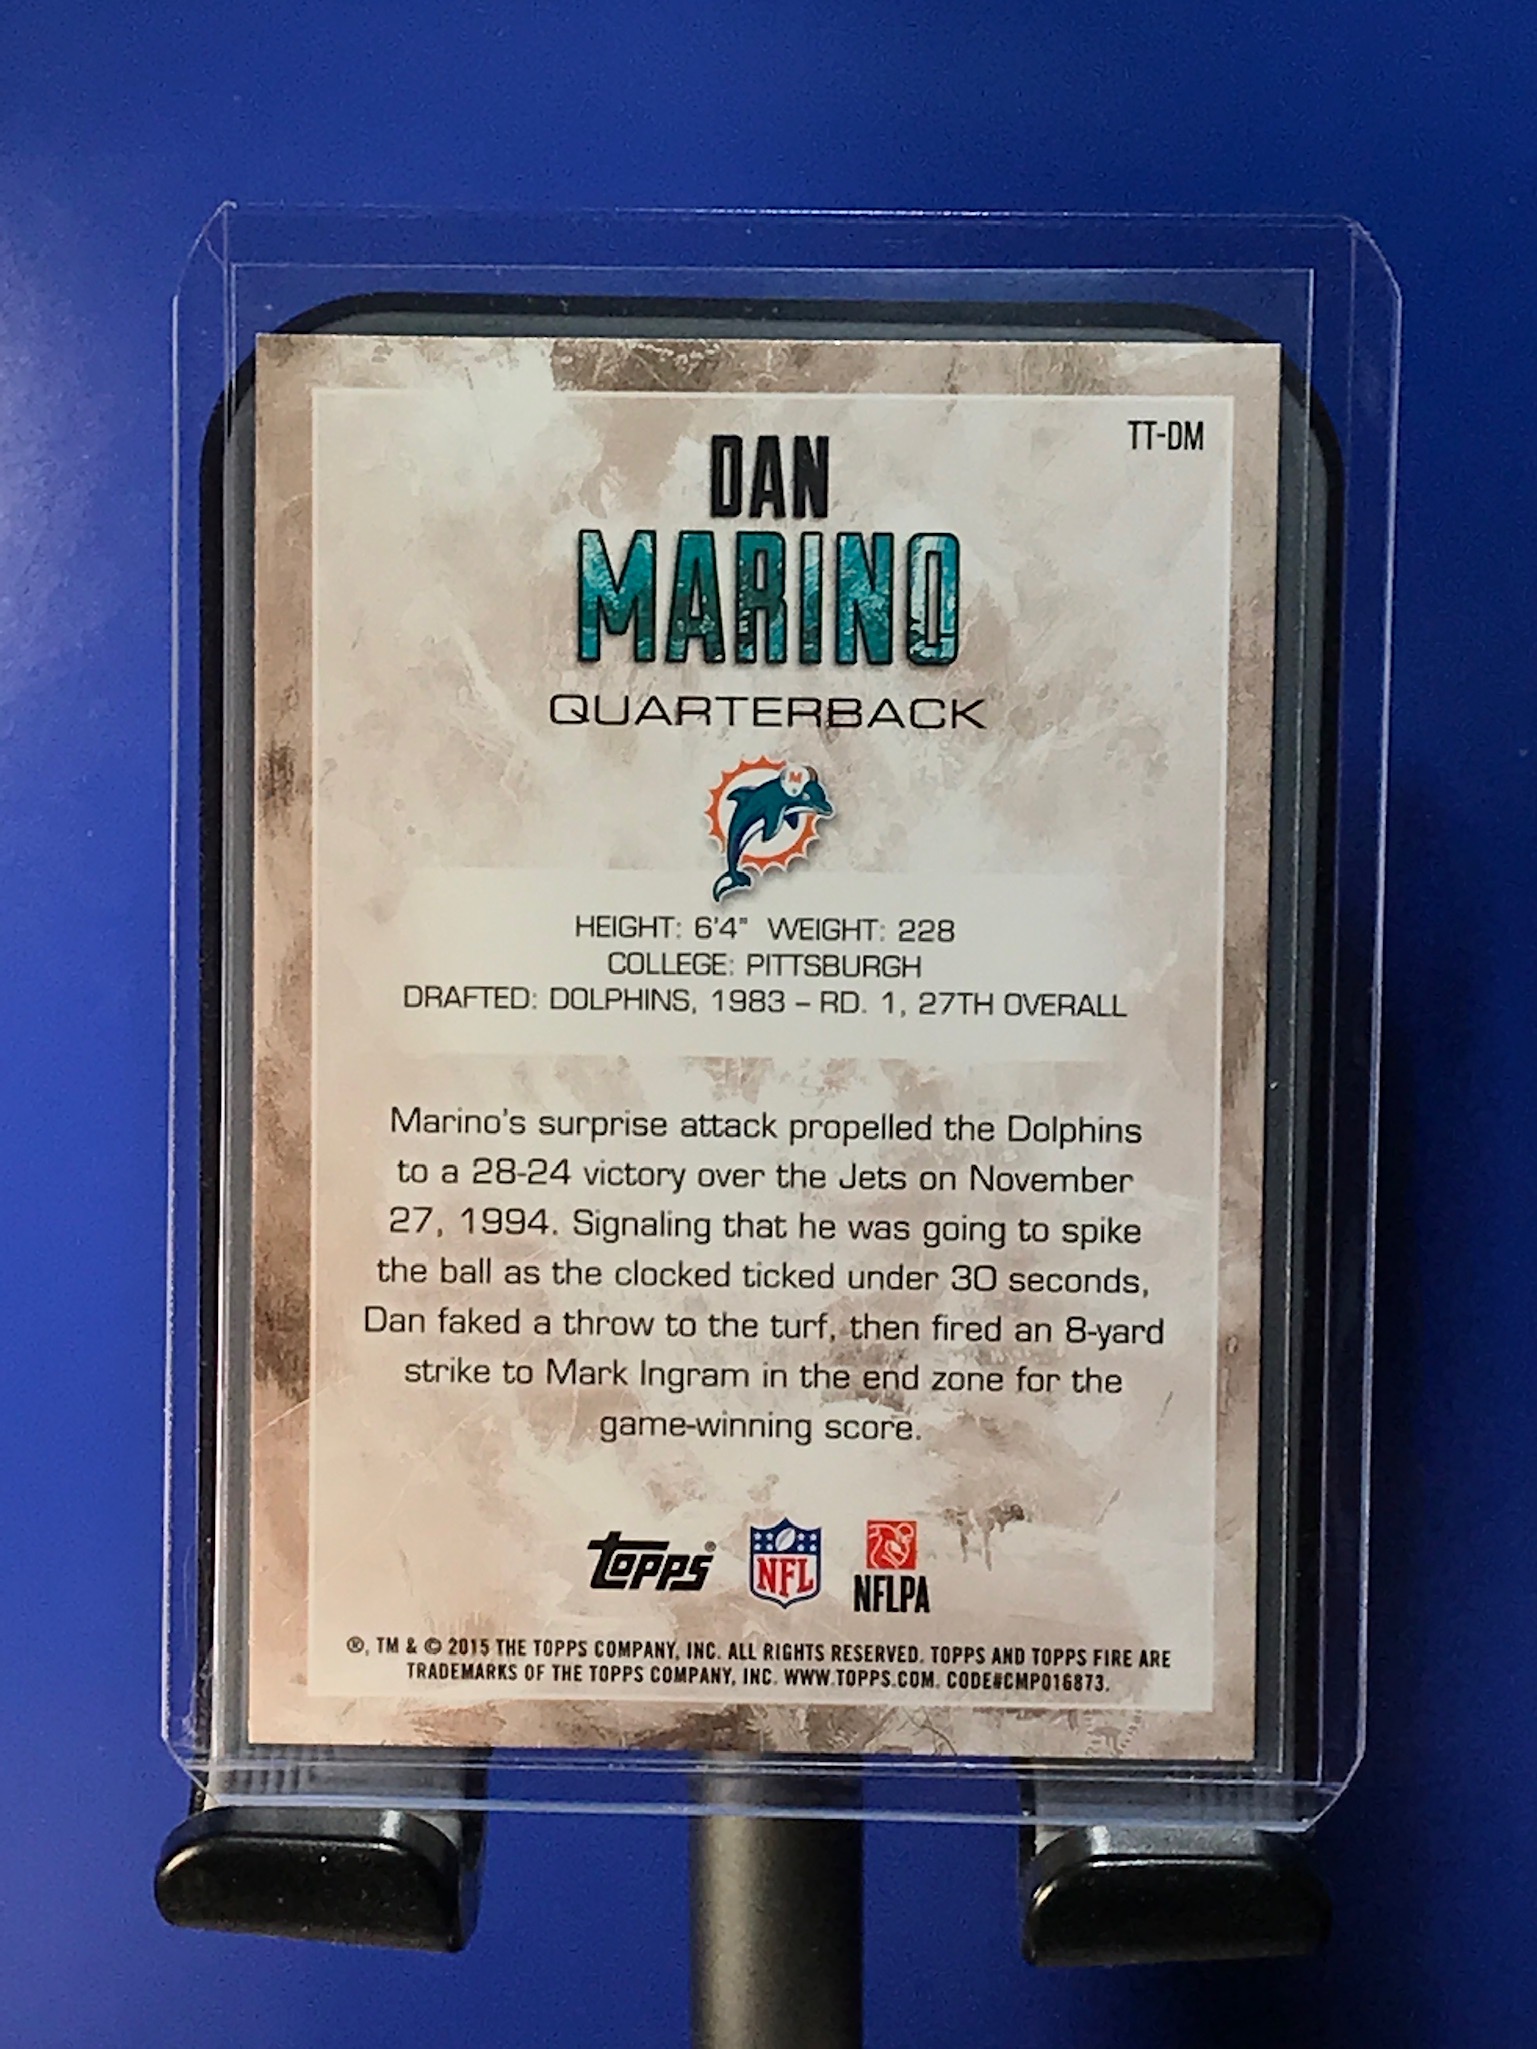 TT-DM
DAN
MARINO
QUARTERBACK
M
HEIGHT: 6'4" WEIGHT: 228
COLLEGE: PITTSBURGH
DRAFTED: DOLPHINS, 1983 – RD. 1, 27TH OVERALL
Marino's surprise attack propelled the Dolphins
to a 28-24 victory over the Jets on November
27, 1994. Signaling that he was going to spike
the ball as the clocked ticked under 30 seconds,
Dan faked a throw to the turf, then fired an 8-yard
strike to Mark Ingram in the end zone for the
game-winning score.
Topps® NFL NFLPA
®, TM & © 2015 THE TOPPS COMPANY, INC. ALL RIGHTS RESERVED. TOPPS AND TOPPS FIRE ARE
TRADEMARKS OF THE TOPPS COMPANY, INC. WWW.TOPPS.COM. CODE#CMP016873.